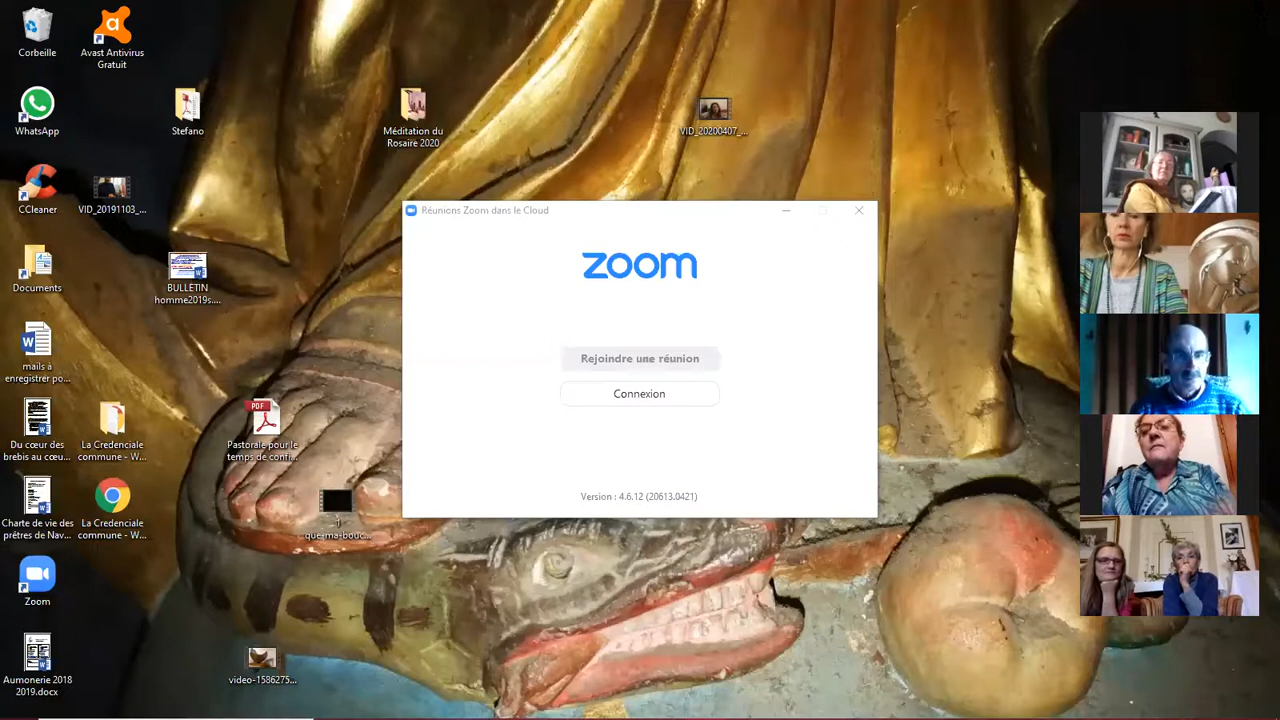 Corbeille
Avast Antivirus
Gratuit
WhatsApp
Stefano
Méditation du
Rosaire 2020
VID_20200407_...
CCleaner
VID_20191103_...
Réunions Zoom dans le Cloud
zoom
Documents
BULLETIN
homme2019s....
mails à
enregistrer po...
Rejoindre une réunion
Connexion
PDF
Du cœur des
brebis au cœu...
La Credenciale
commune - W...
Pastorale pour le
temps de confi...
Version : 4.6.12 (20613.0421)
Charte de vie des
prêtres de Nav...
La Credenciale
commune - W...
que-ma-bouc...
Zoom
Aumonerie 2018
2019.docx
video-1586275...